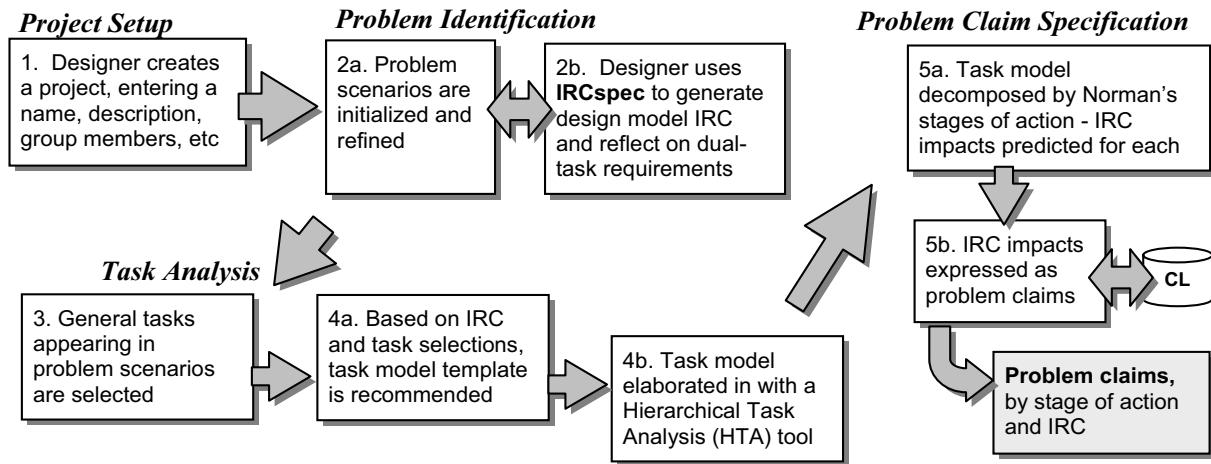 Project Setup
1. Designer creates
a project, entering a
name, description,
group members, etc
Problem Identification
2a. Problem
scenarios are
initialized and
refined
2b. Designer uses
IRCspec to generate
design model IRC
and reflect on dual-
task requirements
Task Analysis
3. General tasks
appearing in
problem scenarios
are selected
4a. Based on IRC
and task selections,
task model template
is recommended
4b. Task model
elaborated in with a
Hierarchical Task
Analysis (HTA) tool
Problem Claim Specification
5a. Task model
decomposed by Norman's
stages of action - IRC
impacts predicted for each
5b. IRC impacts
expressed as
problem claims
CL
Problem claims,
by stage of action
and IRC